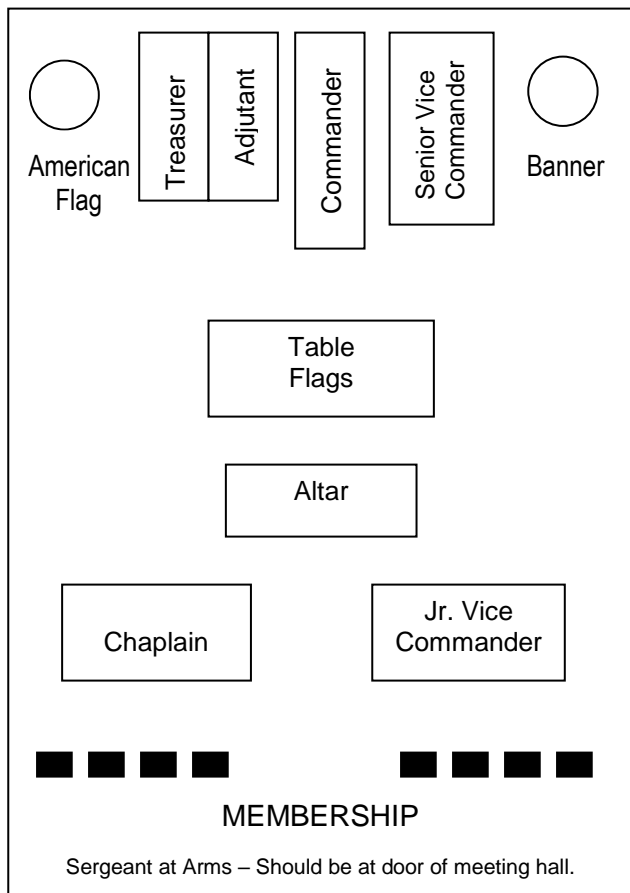 American
Flag
Treasurer
Adjutant
Commander
Senior Vice
Commander
Banner
Table
Flags
Altar
Chaplain
Jr. Vice
Commander
MEMBERSHIP
Sergeant at Arms – Should be at door of meeting hall.